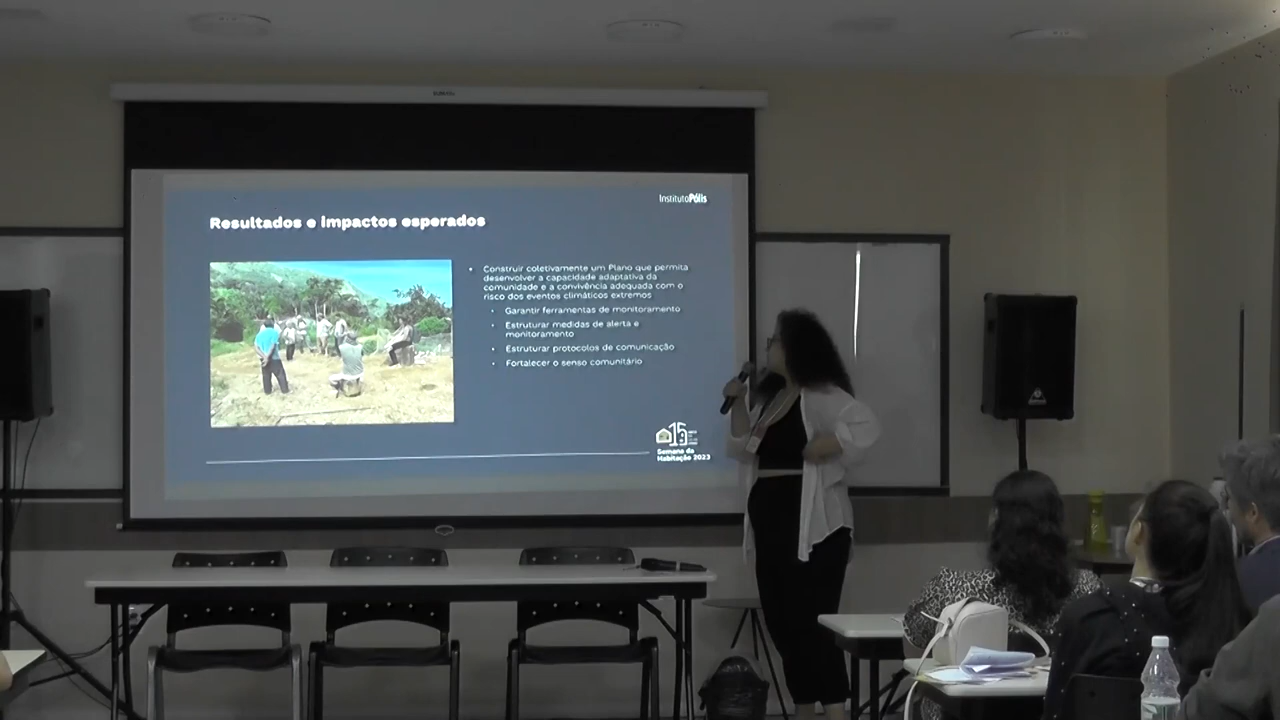 InstitutoPólis
Resultados e impactos esperados
• Construir coletivamente um Plano que permita
desenvolver a capacidade adaptativa da
comunidade e a convivência adequada com o
risco dos eventos climáticos extremos
• Garantir ferramentas de monitoramento
• Estruturar medidas de alerta e
monitoramento
• Estruturar protocolos de comunicação
• Fortalecer o senso comunitário
15
Semana da
Habitação 2023